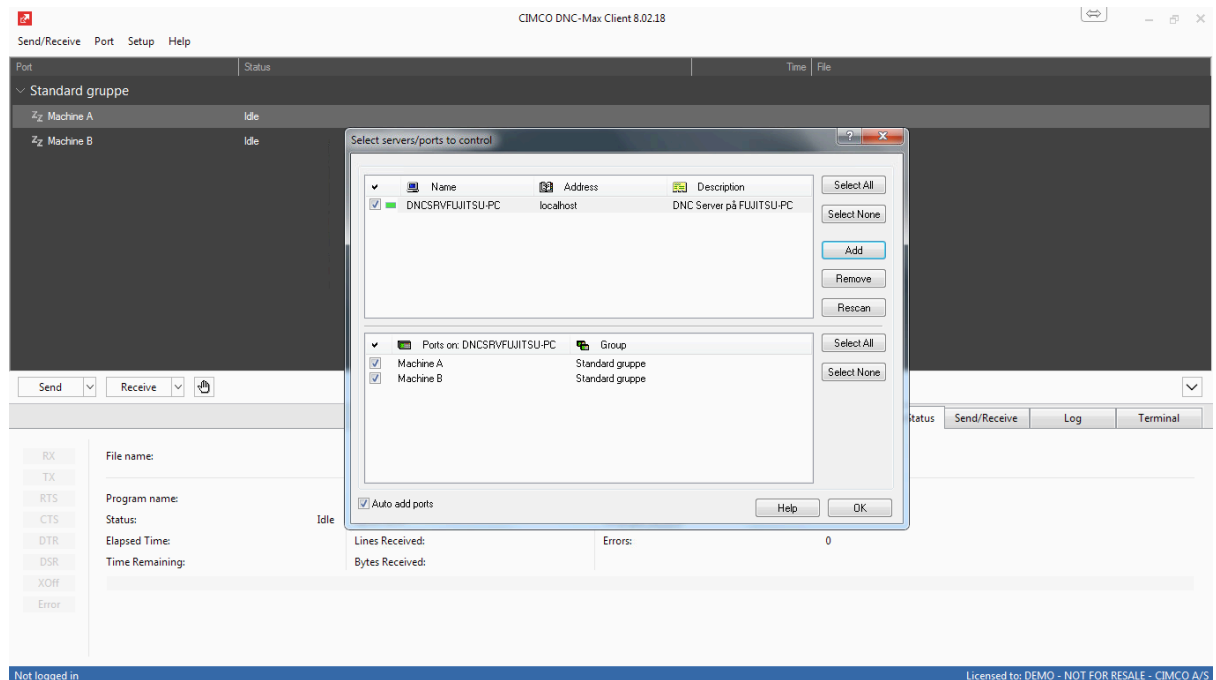 CIMCO DNC-Max Client 8.02.18
Send/Receive Port Setup Help
Port Status Time File
Standard gruppe
Machine A Idle
Machine B Idle
Select servers/ports to control
Name Address Description
DNCSRVFUJITSU-PC localhost DNC Server på FUJITSU-PC
Select All
Select None
Add
Remove
Rescan
Ports on: DNCSRVFUJITSU-PC Group
Machine A Standard gruppe
Machine B Standard gruppe
Select All
Select None
Auto add ports
Help OK
Send Receive
Status Send/Receive Log Terminal
RX File name:
TX
RTS Program name:
CTS Status: Idle
DTR Elapsed Time: Lines Received: Errors: 0
DSR Time Remaining: Bytes Received:
XOff
Error
Not logged in Licensed to: DEMO - NOT FOR RESALE - CIMCO A/S